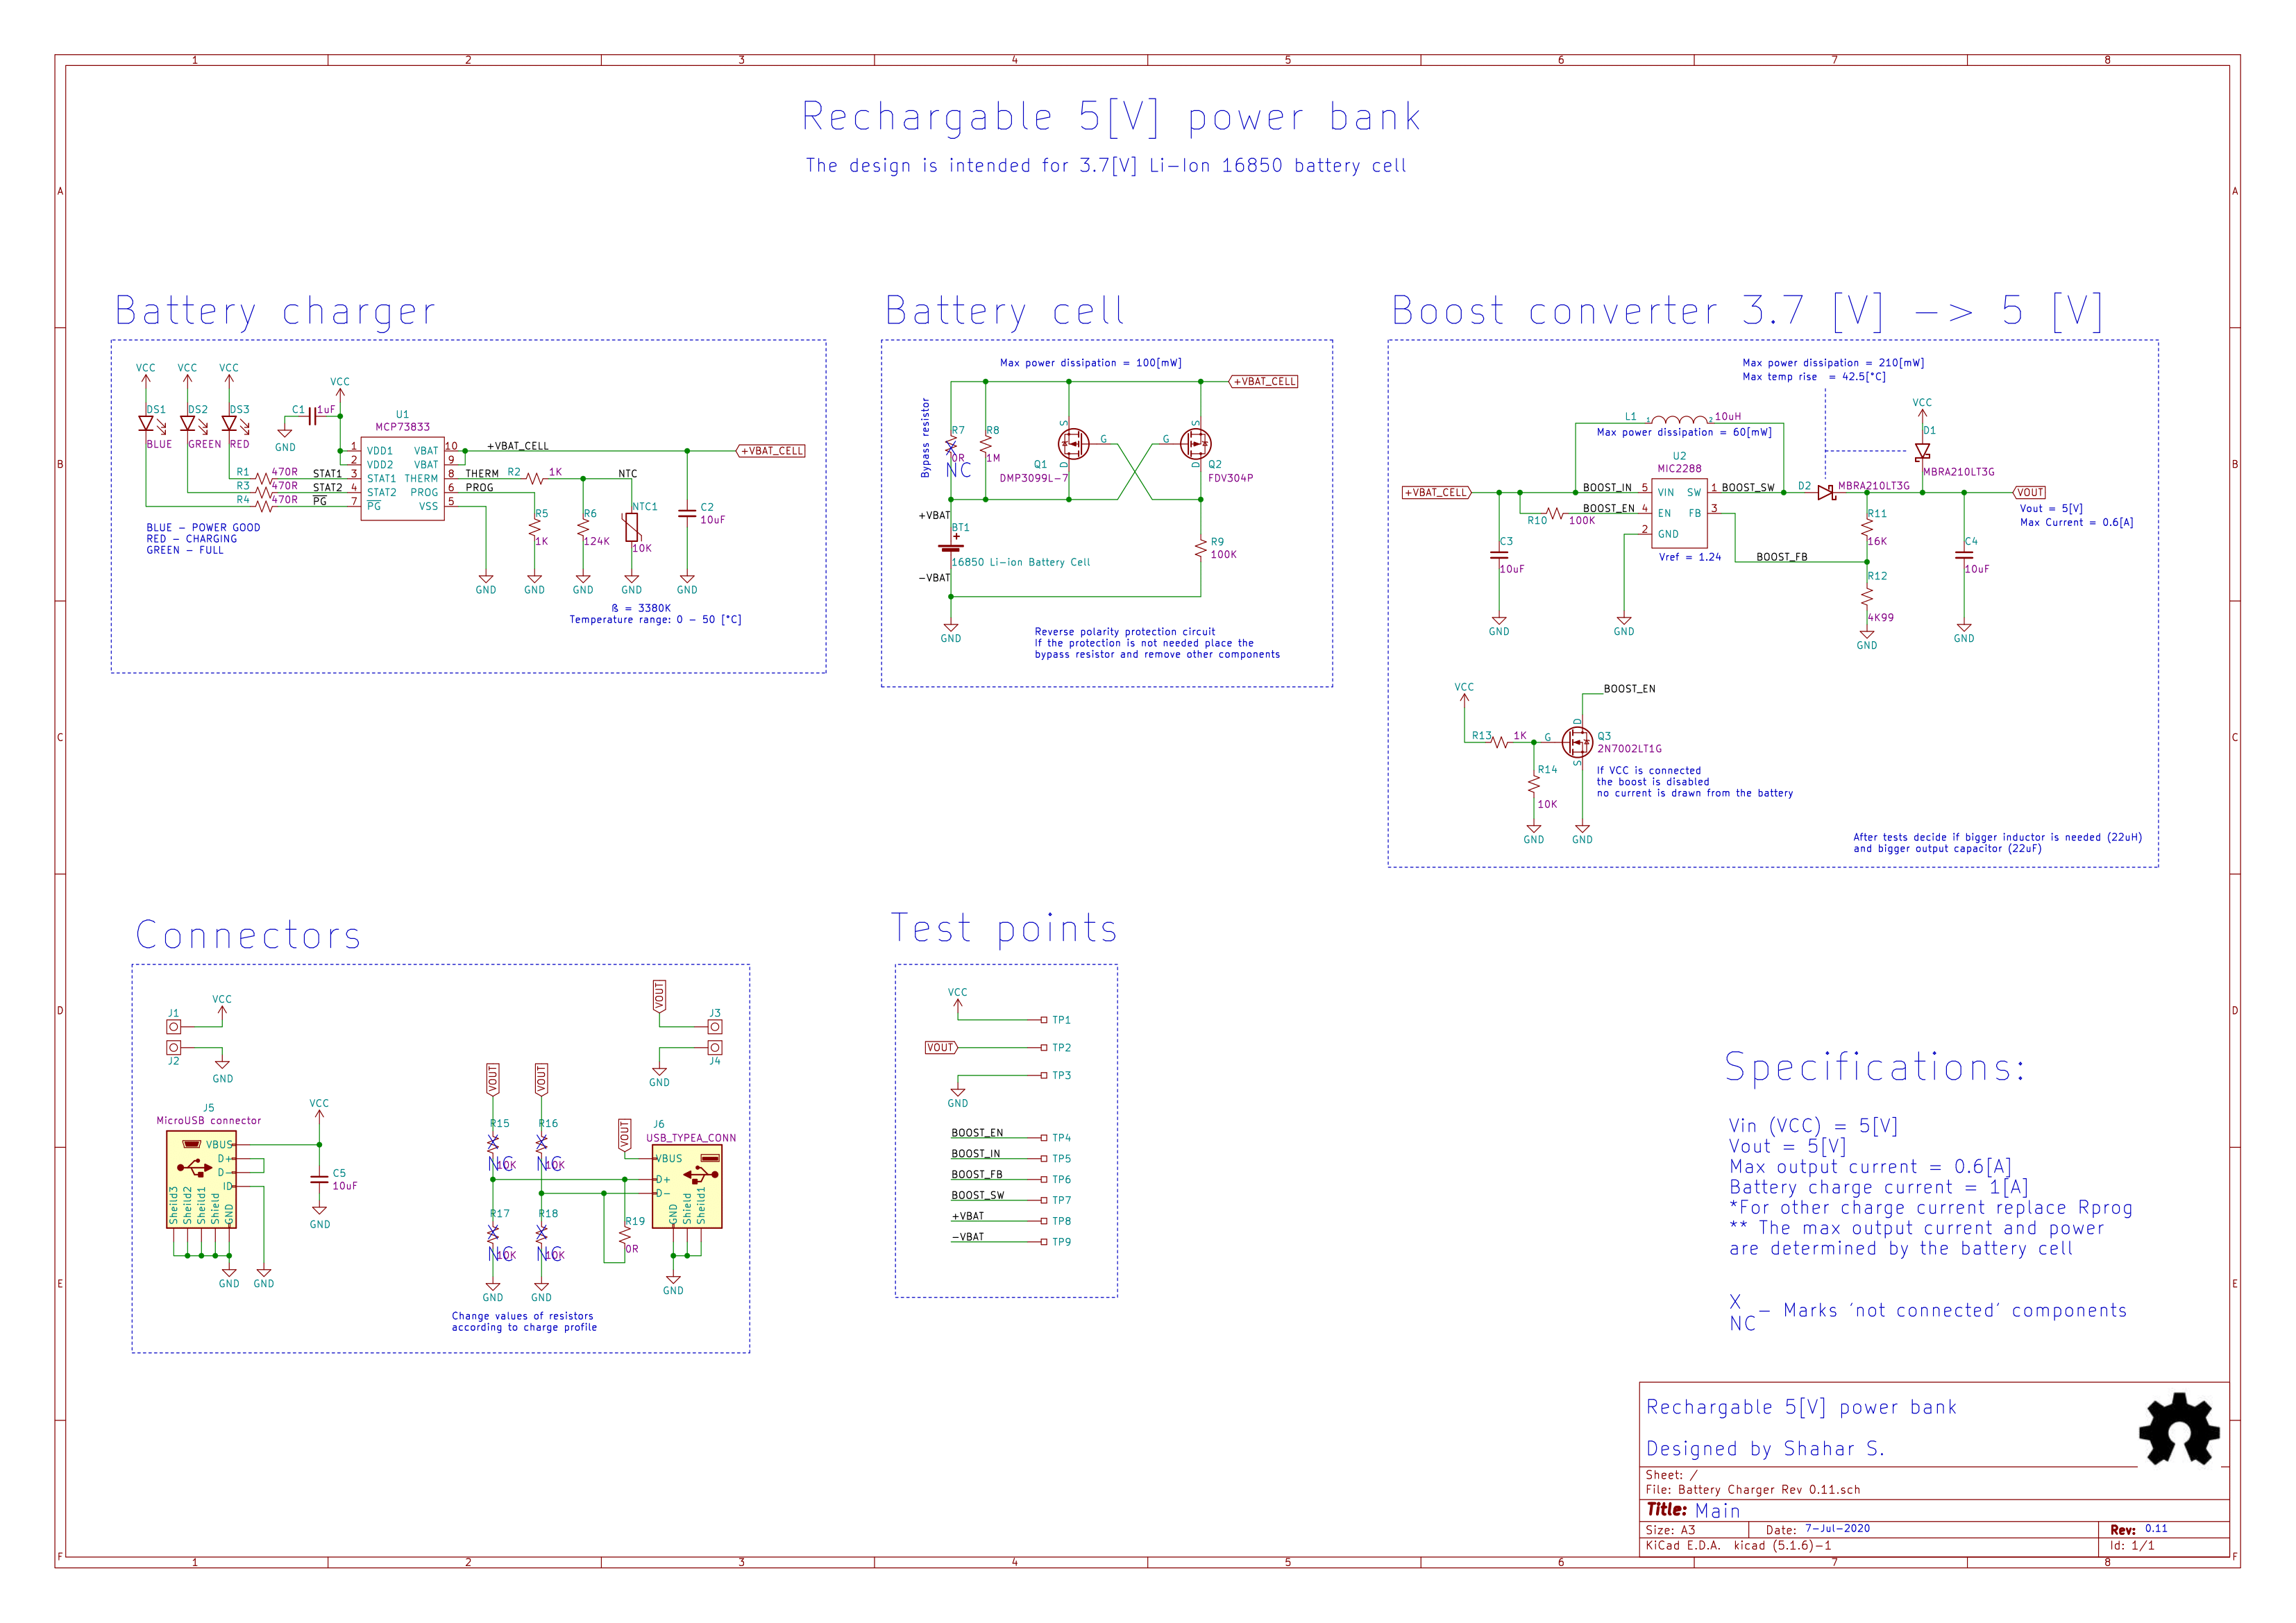 1 2 3 4 5 6 7 8
A A
B B
C C
D D
E E
F F
1 2 3 4 5 6 7 8
Rechargable 5[V] power bank
The design is intended for 3.7[V] Li-Ion 16850 battery cell
Battery charger
VCC VCC VCC
VCC
DS1 DS2 DS3
BLUE GREEN RED
C1 1uF
GND
U1
MCP73833
1 VDD1 VBAT 10
2 VDD2 VBAT 9
3 STAT1 THERM 8
4 STAT2 PROG 6
7 PG VSS 5
R1 470R STAT1
R3 470R STAT2
R4 470R PG
+VBAT_CELL
+VBAT_CELL
THERM R2 1K NTC
PROG
R5
1K
R6
124K
NTC1
10K
C2
10uF
GND GND GND GND GND
BLUE - POWER GOOD
RED - CHARGING
GREEN - FULL
ß = 3380K
Temperature range: 0 - 50 [°C]
Battery cell
Max power dissipation = 100[mW]
+VBAT_CELL
Bypass resistor
R7
0R
NC
R8
1M
S
G
D
Q1
DMP3099L-7
S
G
D
Q2
FDV304P
+VBAT
BT1
+
16850 Li-ion Battery Cell
-VBAT
GND
R9
100K
Reverse polarity protection circuit
If the protection is not needed place the
bypass resistor and remove other components
Boost converter 3.7 [V] -> 5 [V]
Max power dissipation = 210[mW]
Max temp rise  = 42.5[°C]
L1 1 2 10uH
Max power dissipation = 60[mW]
U2
MIC2288
VCC
D1
MBRA210LT3G
+VBAT_CELL
BOOST_IN 5 VIN SW 1 BOOST_SW
BOOST_EN 4 EN FB 3
2 GND
R10 100K
D2 MBRA210LT3G
VOUT
Vout = 5[V]
Max Current = 0.6[A]
Vref = 1.24
BOOST_FB
R11
16K
R12
4K99
C3
10uF
C4
10uF
GND GND GND GND
VCC
BOOST_EN
R13 1K
G
D
S
Q3
2N7002LT1G
R14
10K
GND GND
If VCC is connected
the boost is disabled
no current is drawn from the battery
After tests decide if bigger inductor is needed (22uH)
and bigger output capacitor (22uF)
Connectors
J1
VCC
J2
GND
VOUT
J3
J4
GND
J5
MicroUSB connector
VBUS
D+
D-
ID
Sheild3 Sheild2 Sheild1 Sheild GND
GND GND
VCC
C5
10uF
GND
VOUT VOUT VOUT
R15
10K
NC
R16
10K
NC
R17
10K
NC
R18
10K
NC
R19
0R
GND GND
J6
USB_TYPEA_CONN
VBUS
D+
D-
GND Shield Sheild1
GND
Change values of resistors
according to charge profile
Test points
VCC
TP1
VOUT TP2
TP3
GND
BOOST_EN TP4
BOOST_IN TP5
BOOST_FB TP6
BOOST_SW TP7
+VBAT TP8
-VBAT TP9
Specifications:
Vin (VCC) = 5[V]
Vout = 5[V]
Max output current = 0.6[A]
Battery charge current = 1[A]
*For other charge current replace Rprog
** The max output current and power
are determined by the battery cell
X
NC - Marks 'not connected' components
Rechargable 5[V] power bank
Designed by Shahar S.
Sheet: /
File: Battery Charger Rev 0.11.sch
Title: Main
Size: A3 Date: 7-Jul-2020 Rev: 0.11
KiCad E.D.A.  kicad (5.1.6)-1 Id: 1/1